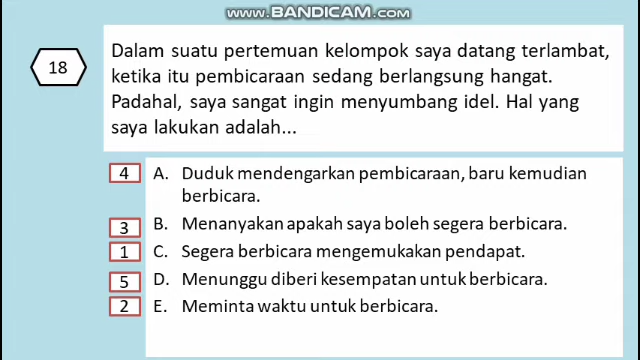 www.BANDICAM.com
18
Dalam suatu pertemuan kelompok saya datang terlambat,
ketika itu pembicaraan sedang berlangsung hangat.
Padahal, saya sangat ingin menyumbang idel. Hal yang
saya lakukan adalah...
4 A. Duduk mendengarkan pembicaraan, baru kemudian
berbicara.
3 B. Menanyakan apakah saya boleh segera berbicara.
1 C. Segera berbicara mengemukakan pendapat.
5 D. Menunggu diberi kesempatan untuk berbicara.
2 E. Meminta waktu untuk berbicara.